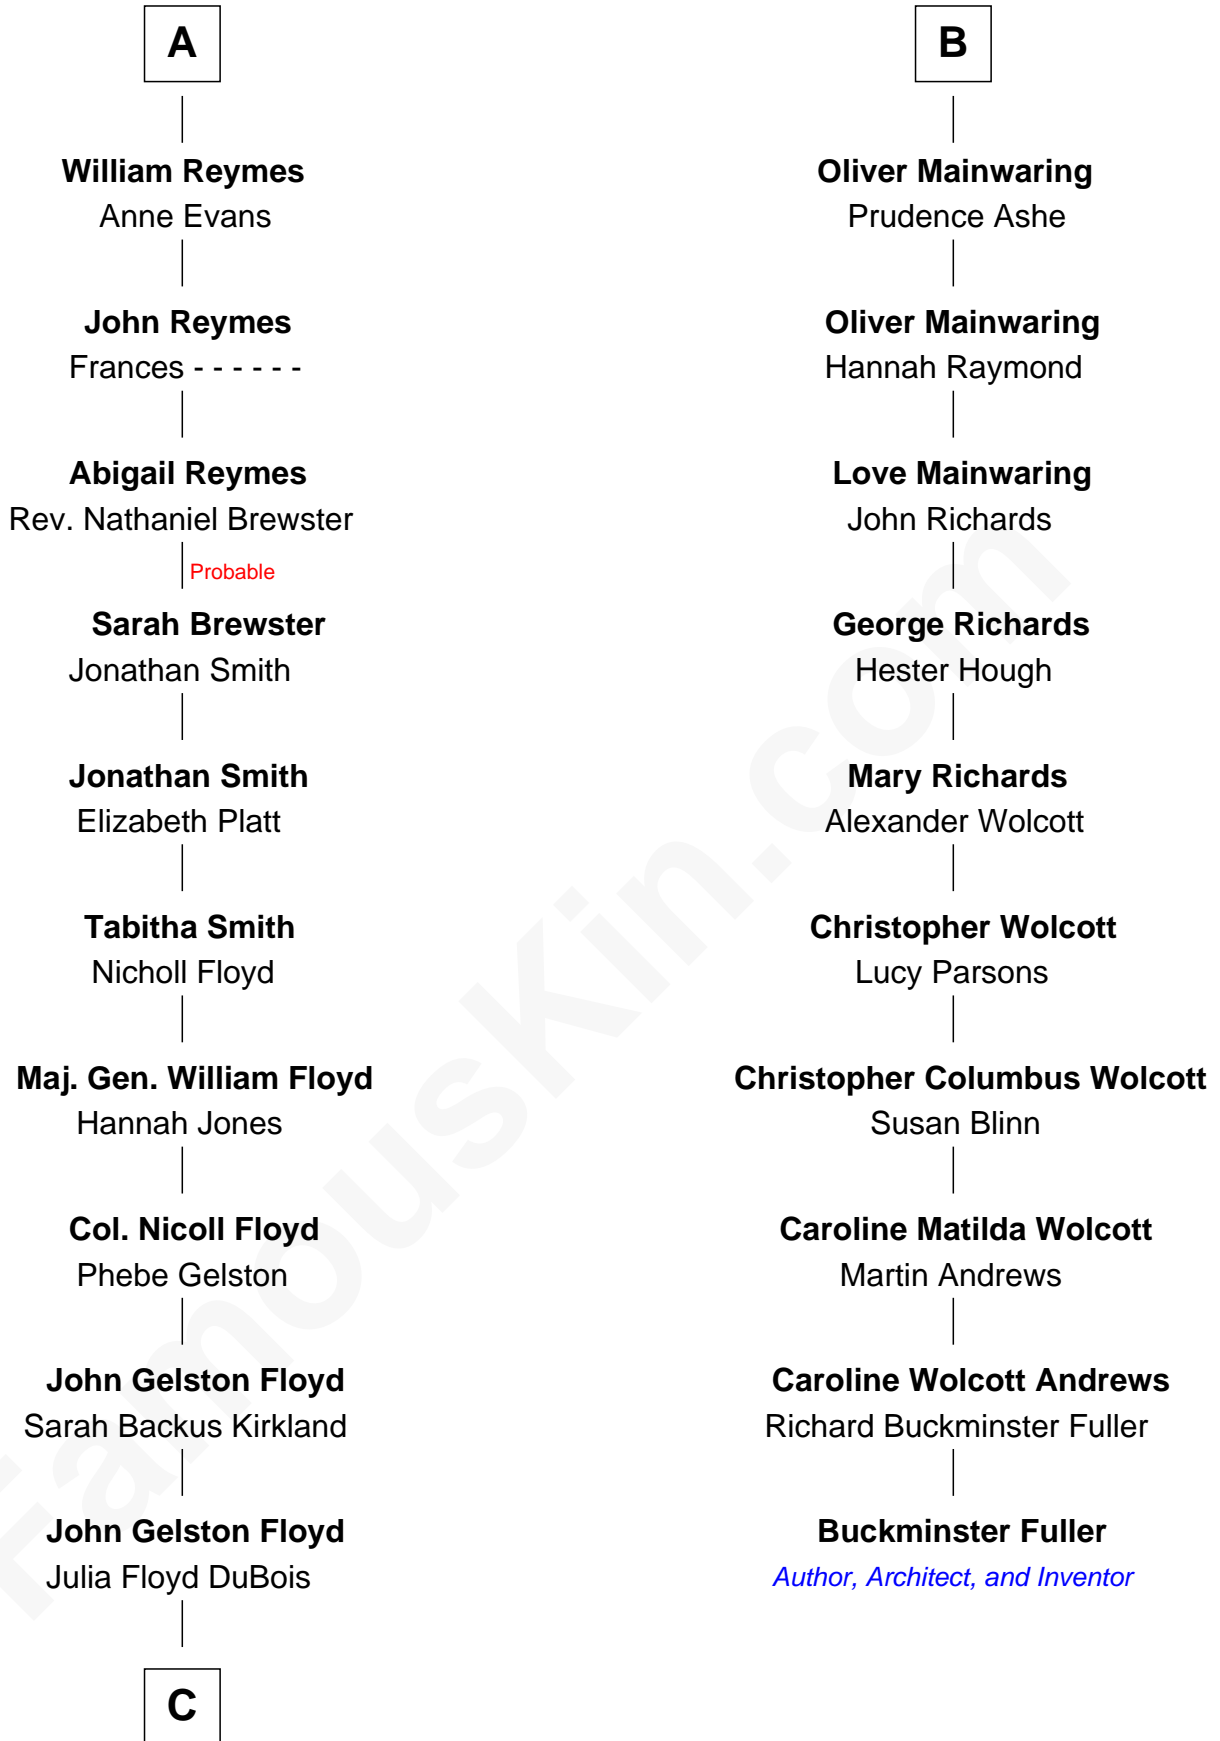 A
William Reymes
Anne Evans
John Reymes
Frances - - - - - -
Abigail Reymes
Rev. Nathaniel Brewster
Probable
Sarah Brewster
Jonathan Smith
Jonathan Smith
Elizabeth Platt
Tabitha Smith
Nicholl Floyd
Maj. Gen. William Floyd
Hannah Jones
Col. Nicoll Floyd
Phebe Gelston
John Gelston Floyd
Sarah Backus Kirkland
John Gelston Floyd
Julia Floyd DuBois
C
B
Oliver Mainwaring
Prudence Ashe
Oliver Mainwaring
Hannah Raymond
Love Mainwaring
John Richards
George Richards
Hester Hough
Mary Richards
Alexander Wolcott
Christopher Wolcott
Lucy Parsons
Christopher Columbus Wolcott
Susan Blinn
Caroline Matilda Wolcott
Martin Andrews
Caroline Wolcott Andrews
Richard Buckminster Fuller
Buckminster Fuller
Author, Architect, and Inventor
FamousKin.com